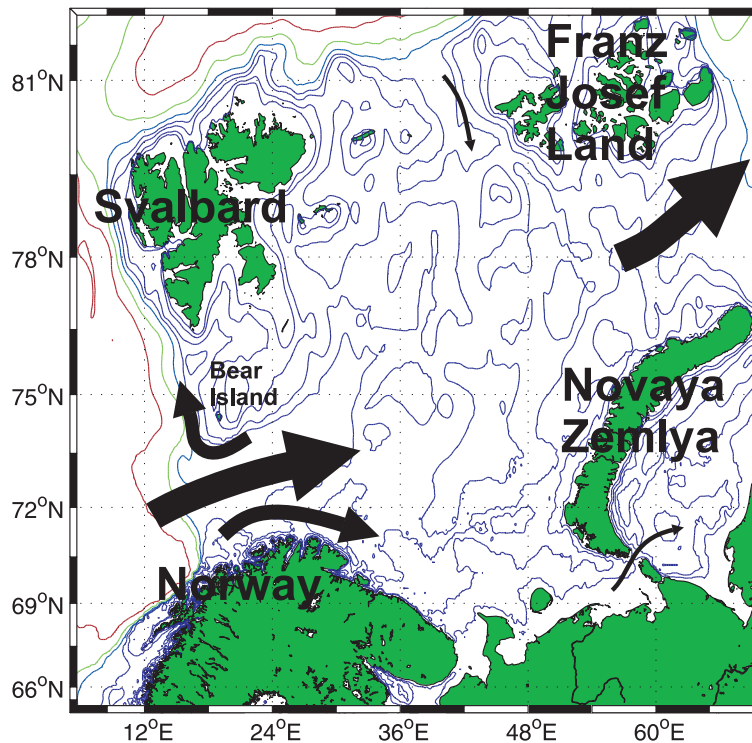 Franz
Josef
Land
81°N
Svalbard
78°N
Bear
Island
75°N
Novaya
Zemlya
72°N
Norway
69°N
66°N
12°E
24°E
36°E
48°E
60°E